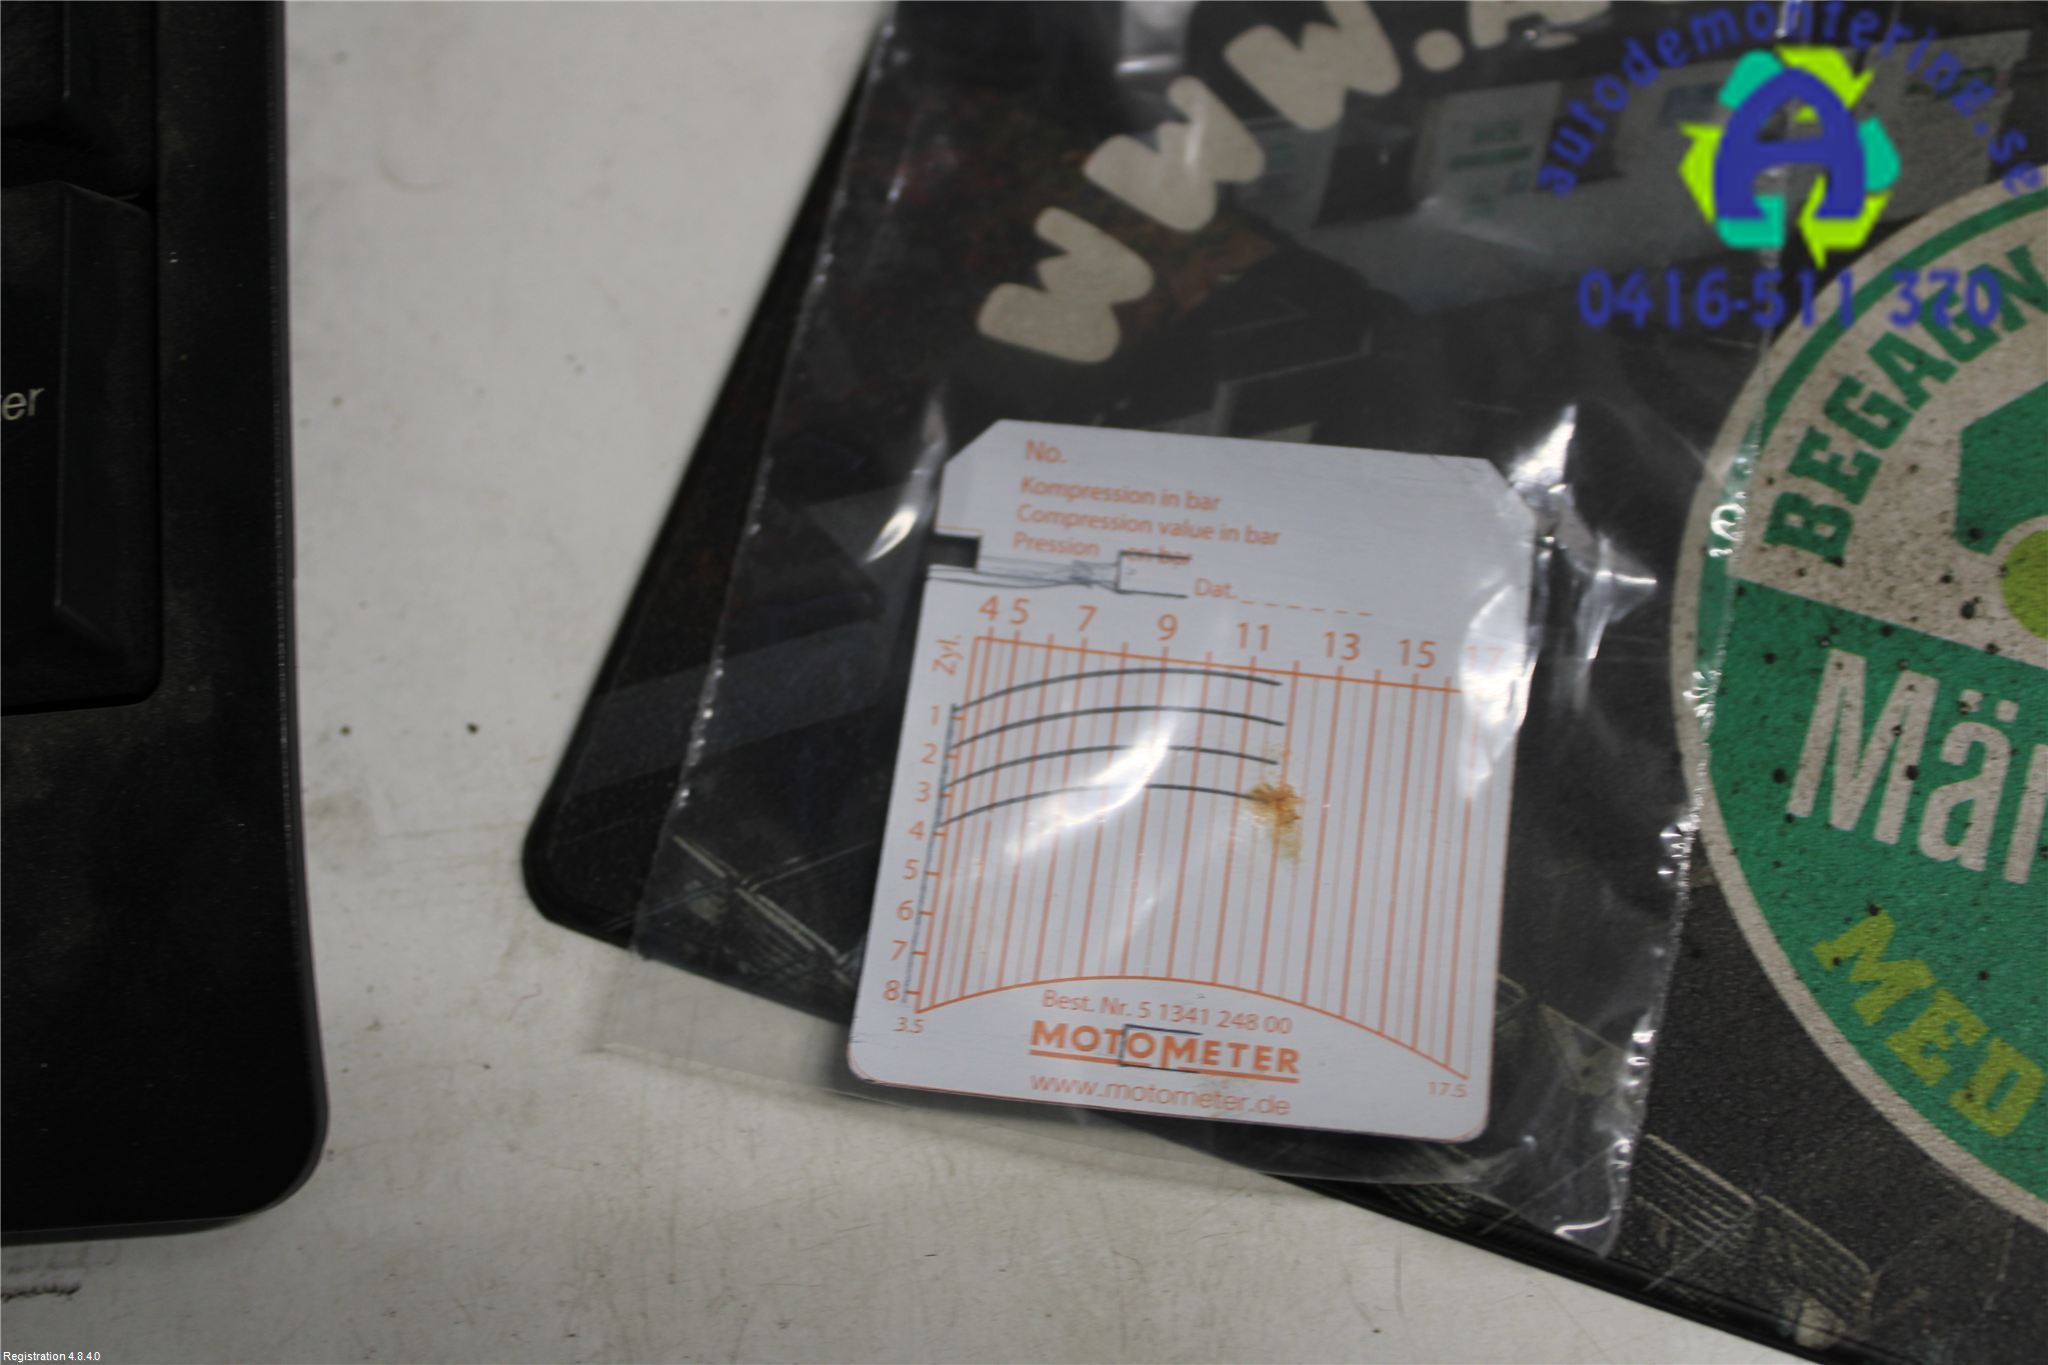 er
WWW.A
autodemontering.se
A
0416-511 370
BEGAGN
Mär
MED
No.
Kompression in bar
Compression value in bar
Pression en bar
Dat.
4 5 7 9 11 13 15 17
Zyl.
1
2
3
4
5
6
7
8
3.5
17.5
Best. Nr. 5 1341 248 00
MOTOMETER
www.motometer.de
Registration 4.8.4.0